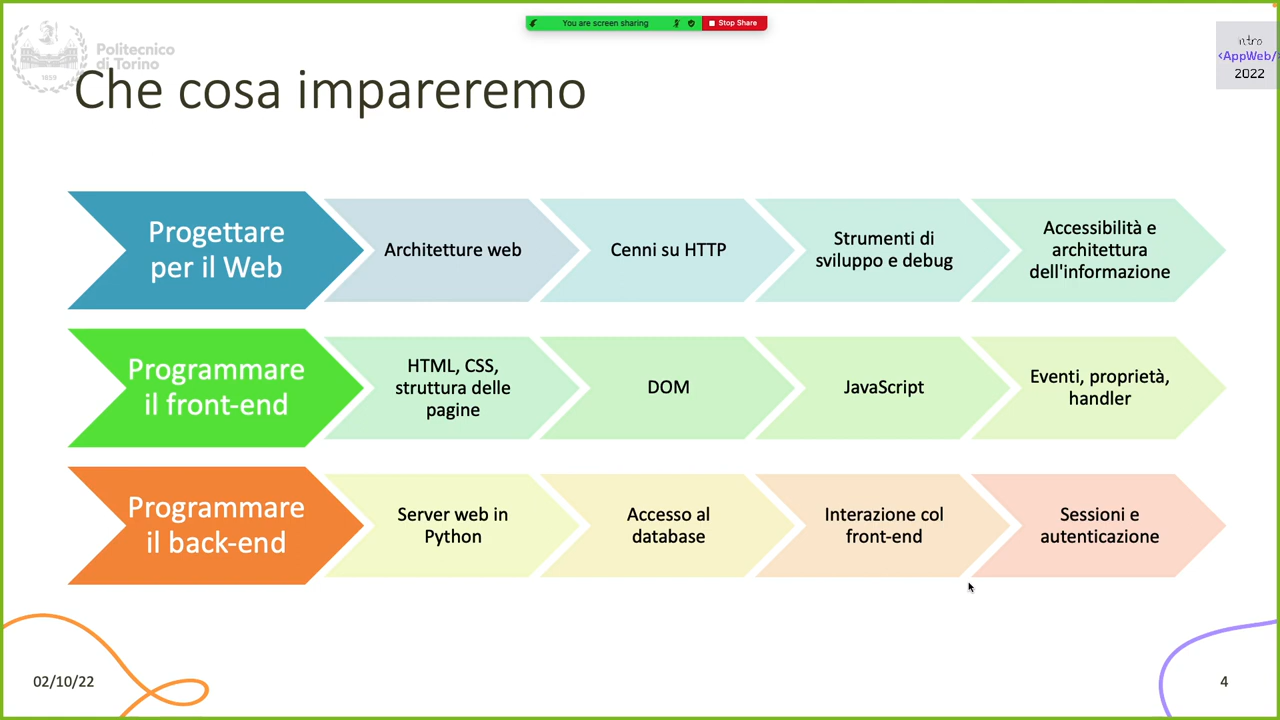 You are screen sharing
Stop Share
Politecnico
di Torino
1859
ntro
<AppWeb/>
2022
Che cosa impareremo
Progettare
per il Web
Architetture web
Cenni su HTTP
Strumenti di
sviluppo e debug
Accessibilità e
architettura
dell'informazione
Programmare
il front-end
HTML, CSS,
struttura delle
pagine
DOM
JavaScript
Eventi, proprietà,
handler
Programmare
il back-end
Server web in
Python
Accesso al
database
Interazione col
front-end
Sessioni e
autenticazione
02/10/22
4